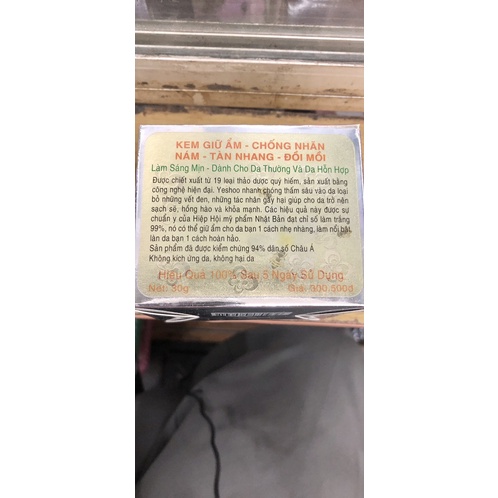 KEM GIỮ ẨM - CHỐNG NHĂN
NÁM - TÀN NHANG - ĐỒI MỒI
Làm Sáng Mịn - Dành Cho Da Thường Và Da Hỗn Hợp
Được chiết xuất từ 19 loại thảo dược quý hiếm, sản xuất bằng
công nghệ hiện đại. Yeshoo nhanh chóng thấm sâu vào da loại
bỏ những vết đen, những tác nhân gây hại giúp cho da trở nên
sạch sẽ, hồng hào và khỏe mạnh. Các hiệu quả này được sự
chuẩn của Hiệp Hội mỹ phẩm Nhật Bản đạt chỉ số làm trắng
99%, nó có thể giữ ẩm cho da bạn 1 cách nhẹ nhàng, làm nổi bật
làn da bạn 1 cách hoàn hảo.
Sản phẩm đã được kiểm chứng 94% dân số Châu Á
Không kích ứng da, không hại da
Hiệu Quả 100% Sau 5 Ngày Sử Dụng
Net: 30g Giá: 300.500đ